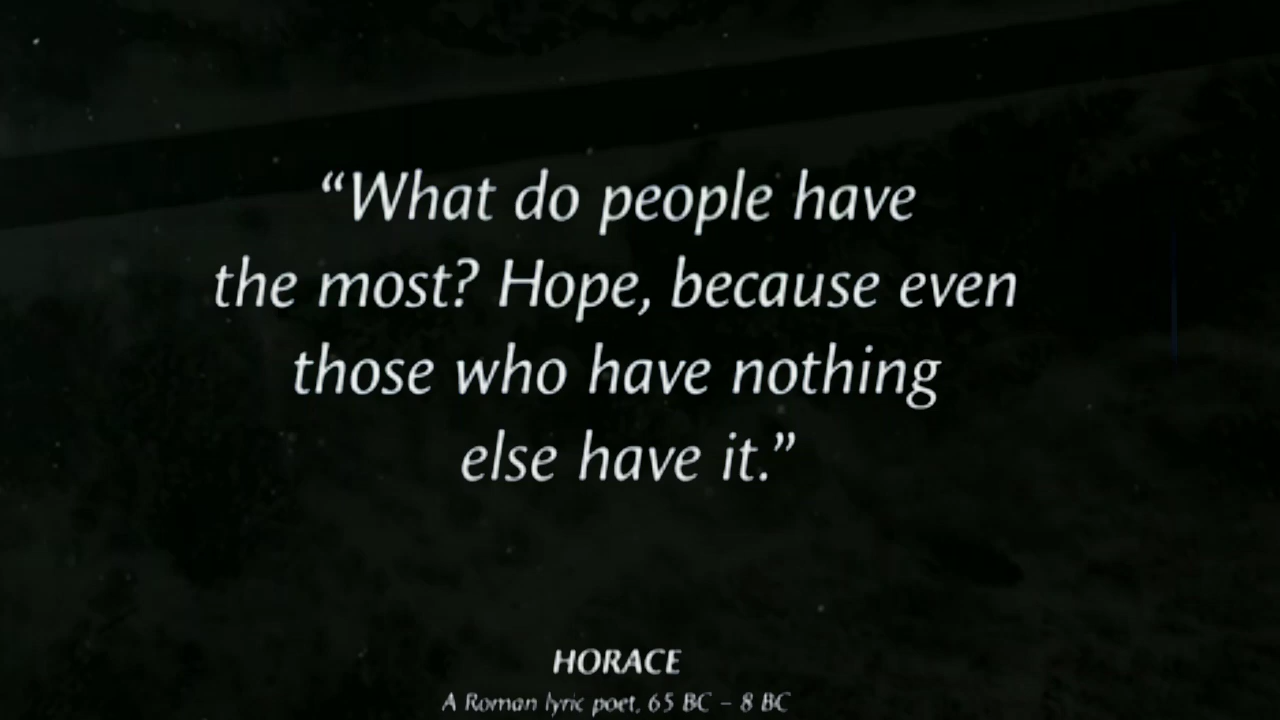 “What do people have
the most? Hope, because even
those who have nothing
else have it.”
HORACE
A Roman lyric poet, 65 BC – 8 BC